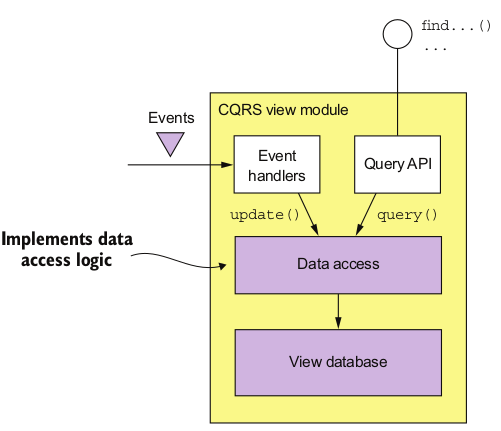 find...()
...
Events
CQRS view module
Event
handlers
Query API
update()
query()
Implements data
access logic
Data access
View database